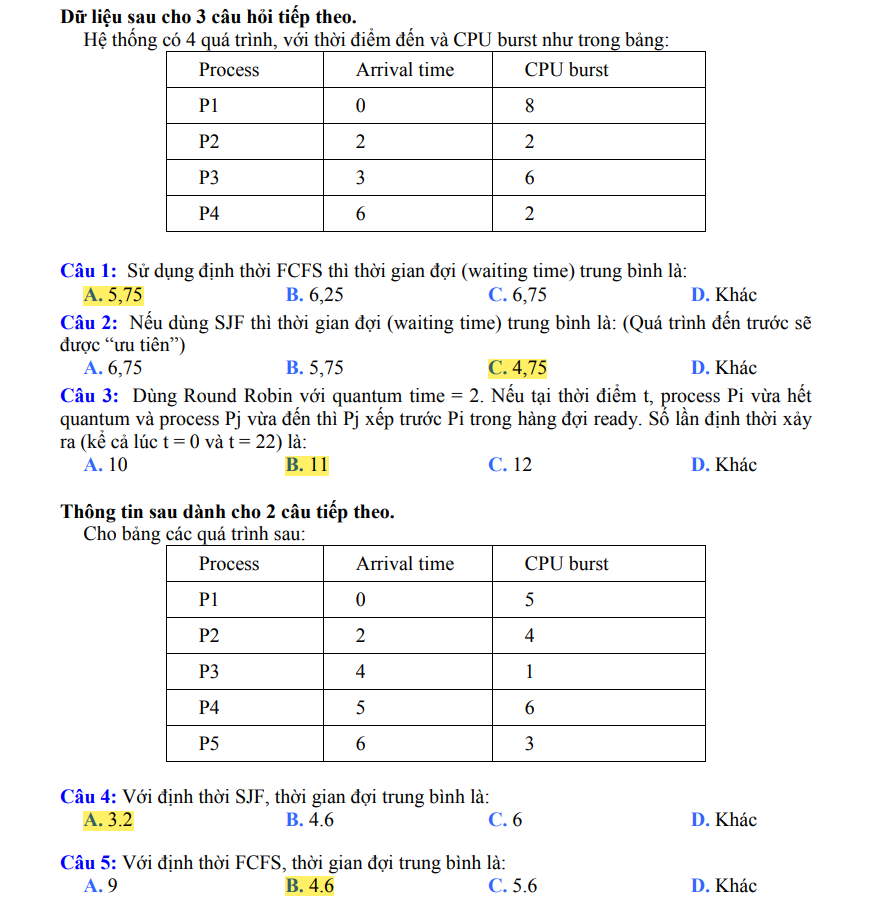 Dữ liệu sau cho 3 câu hỏi tiếp theo.
Hệ thống có 4 quá trình, với thời điểm đến và CPU burst như trong bảng:
Process Arrival time CPU burst
P1 0 8
P2 2 2
P3 3 6
P4 6 2
Câu 1: Sử dụng định thời FCFS thì thời gian đợi (waiting time) trung bình là:
A. 5,75 B. 6,25 C. 6,75 D. Khác
Câu 2: Nếu dùng SJF thì thời gian đợi (waiting time) trung bình là: (Quá trình đến trước sẽ
được “ưu tiên”)
A. 6,75 B. 5,75 C. 4,75 D. Khác
Câu 3: Dùng Round Robin với quantum time = 2. Nếu tại thời điểm t, process Pi vừa hết
quantum và process Pj vừa đến thì Pj xếp trước Pi trong hàng đợi ready. Số lần định thời xảy
ra (kể cả lúc t = 0 và t = 22) là:
A. 10 B. 11 C. 12 D. Khác
Thông tin sau dành cho 2 câu tiếp theo.
Cho bảng các quá trình sau:
Process Arrival time CPU burst
P1 0 5
P2 2 4
P3 4 1
P4 5 6
P5 6 3
Câu 4: Với định thời SJF, thời gian đợi trung bình là:
A. 3.2 B. 4.6 C. 6 D. Khác
Câu 5: Với định thời FCFS, thời gian đợi trung bình là:
A. 9 B. 4.6 C. 5.6 D. Khác